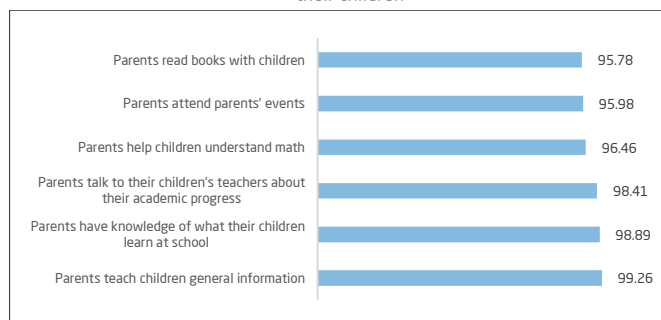 their children
Parents read books with children
95.78
Parents attend parents' events
95.98
Parents help children understand math
96.46
Parents talk to their children's teachers about
their academic progress
98.41
Parents have knowledge of what their children
learn at school
98.89
Parents teach children general information
99.26